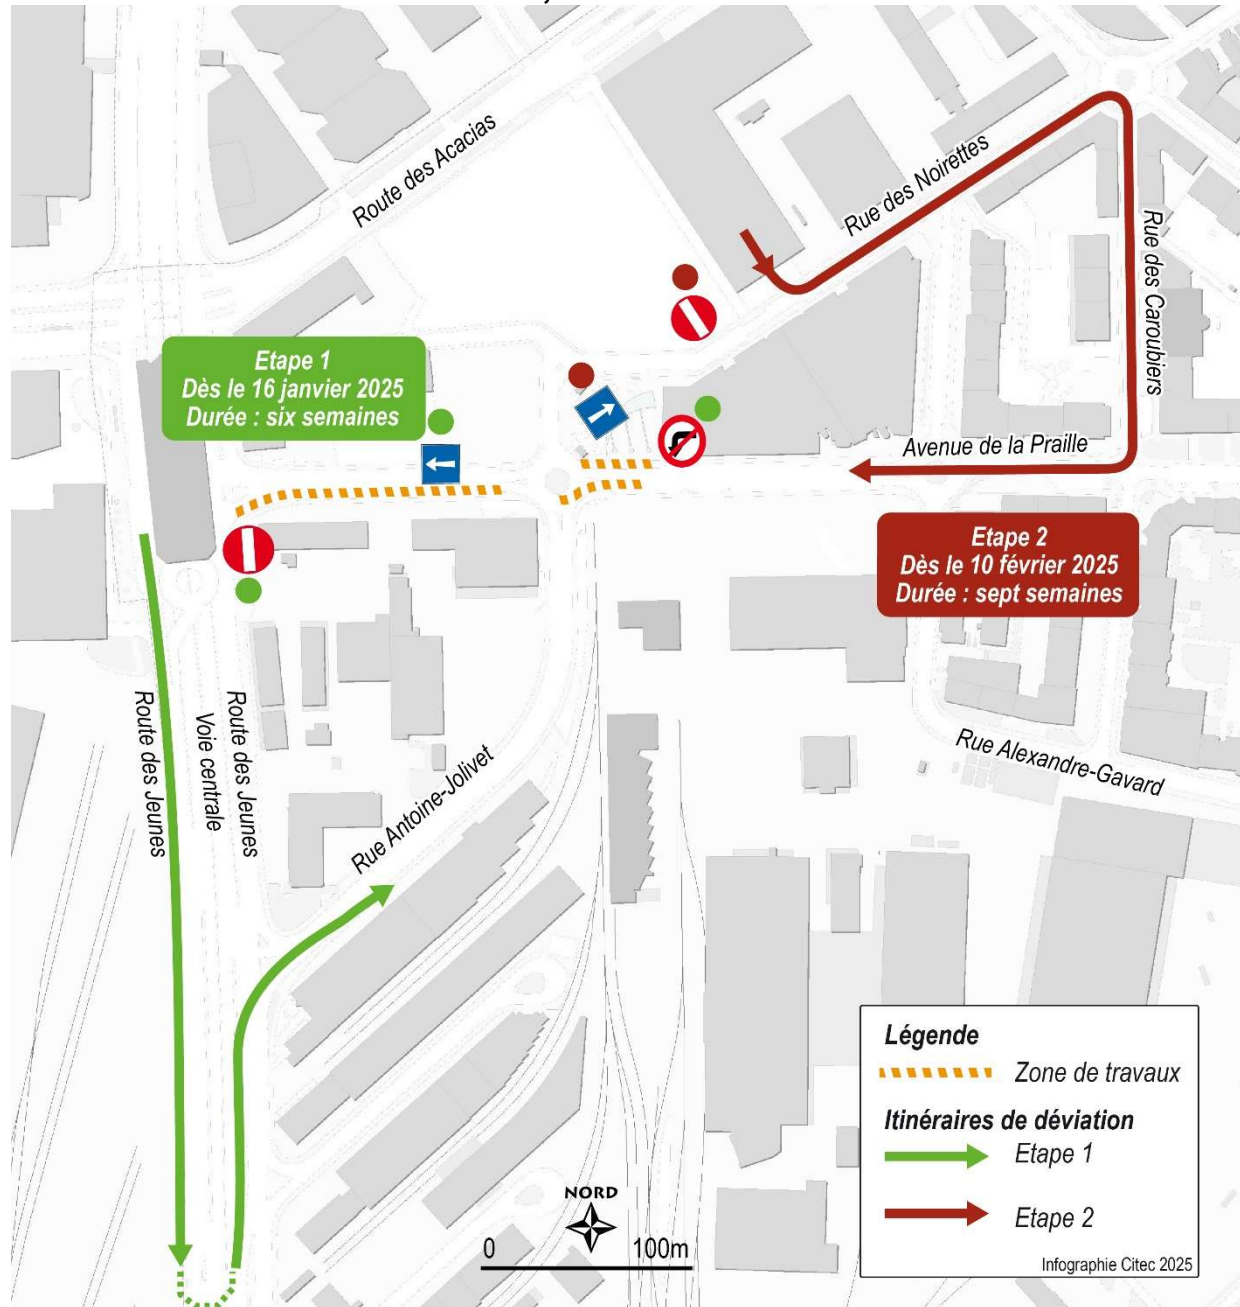 Route des Acacias
Rue des Noirettes
Rue des Caroubiers
Etape 1
Dès le 16 janvier 2025
Durée : six semaines
Avenue de la Praille
Etape 2
Dès le 10 février 2025
Durée : sept semaines
Route des Jeunes
Voie centrale
Route des Jeunes
Rue Antoine-Jolivet
Rue Alexandre-Gavard
Légende
Zone de travaux
Itinéraires de déviation
Etape 1
Etape 2
Infographie Citec 2025
NORD
0 100m